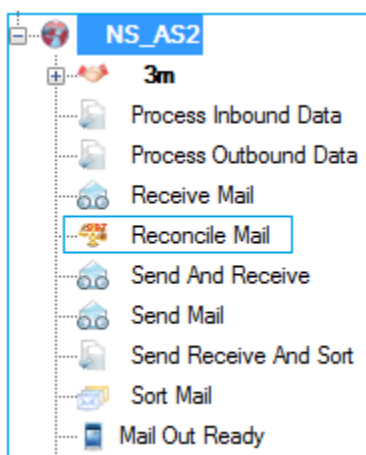 NS_AS2
3m
Process Inbound Data
Process Outbound Data
Receive Mail
Reconcile Mail
Send And Receive
Send Mail
Send Receive And Sort
Sort Mail
Mail Out Ready